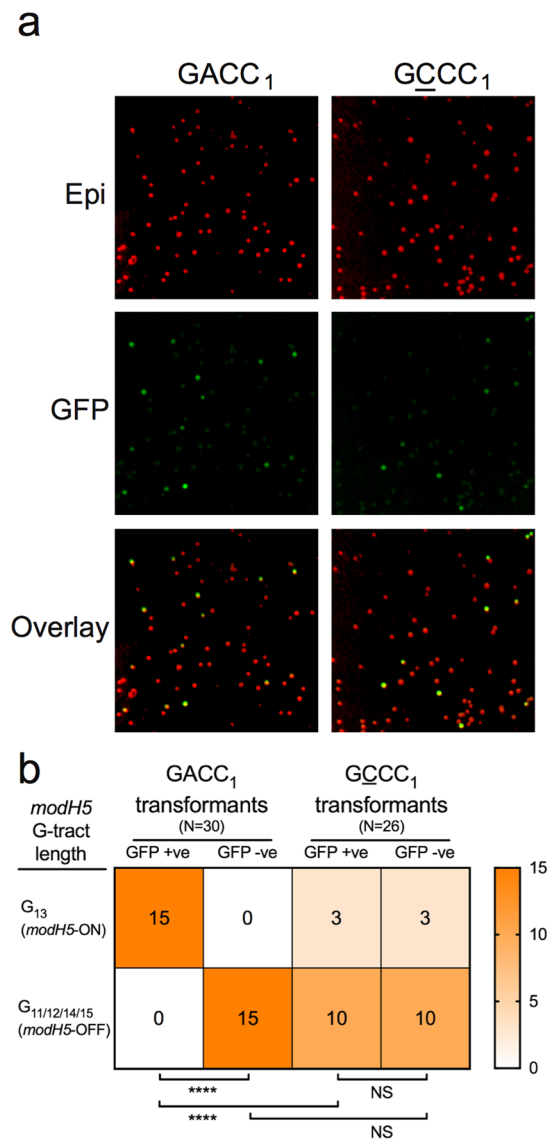 a
GACC₁ GCCC₁
Epi
GFP
Overlay
b
GACC₁ transformants (N=30)
GCCC₁ transformants (N=26)
modH5 G-tract length
GFP +ve GFP -ve GFP +ve GFP -ve
G₁₃ (modH5-ON)
15 0 3 3
G₁₁/₁₂/₁₄/₁₅ (modH5-OFF)
0 15 10 10
15
10
5
0
**** NS
****
NS